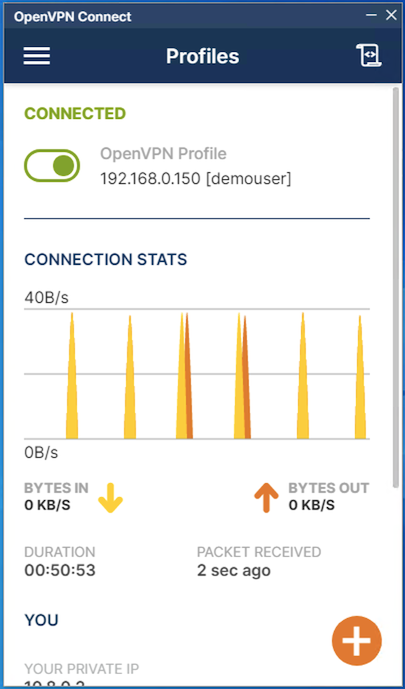 OpenVPN Connect
Profiles
CONNECTED
OpenVPN Profile
192.168.0.150 [demouser]
CONNECTION STATS
40B/s
0B/s
BYTES IN
0 KB/S
BYTES OUT
0 KB/S
DURATION
00:50:53
PACKET RECEIVED
2 sec ago
YOU
YOUR PRIVATE IP